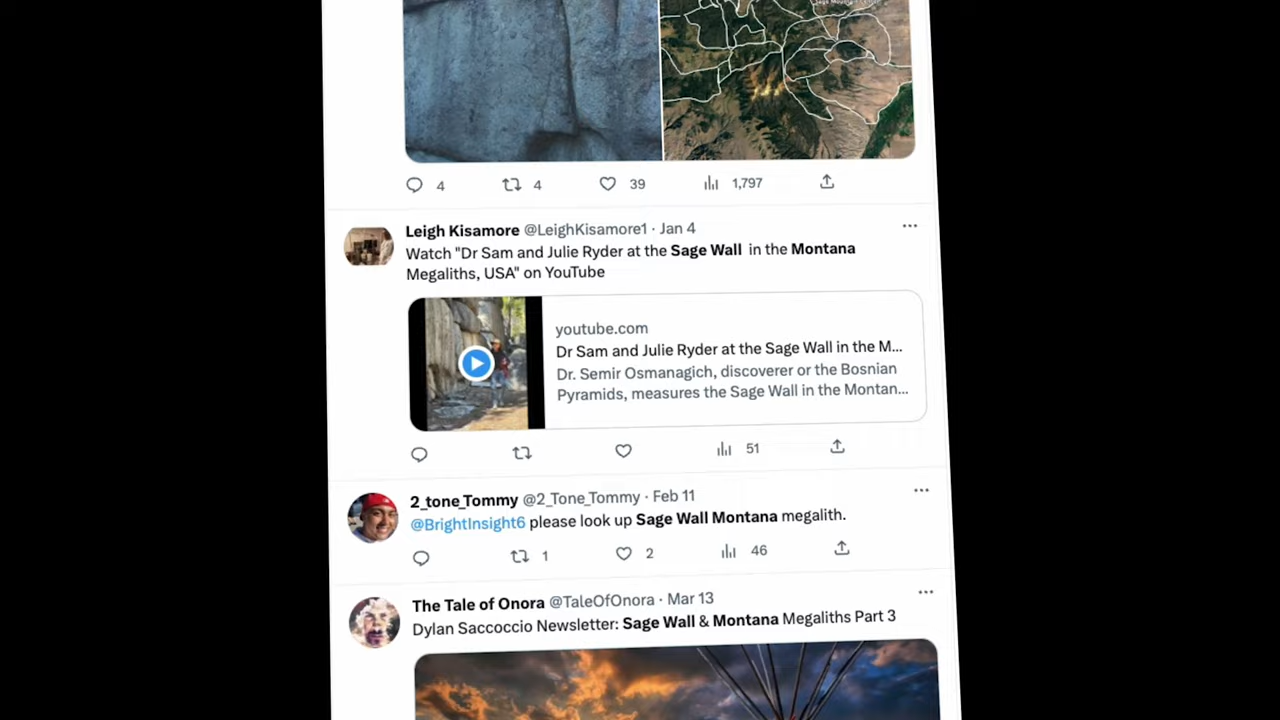 4 4 39 1,797
Leigh Kisamore @LeighKisamore1 · Jan 4
Watch "Dr Sam and Julie Ryder at the Sage Wall in the Montana
Megaliths, USA" on YouTube
youtube.com
Dr Sam and Julie Ryder at the Sage Wall in the M...
Dr. Semir Osmanagich, discoverer or the Bosnian
Pyramids, measures the Sage Wall in the Montan...
51
2_tone_Tommy @2_Tone_Tommy · Feb 11
@BrightInsight6 please look up Sage Wall Montana megalith.
1 2 46
The Tale of Onora @TaleOfOnora · Mar 13
Dylan Saccoccio Newsletter: Sage Wall & Montana Megaliths Part 3